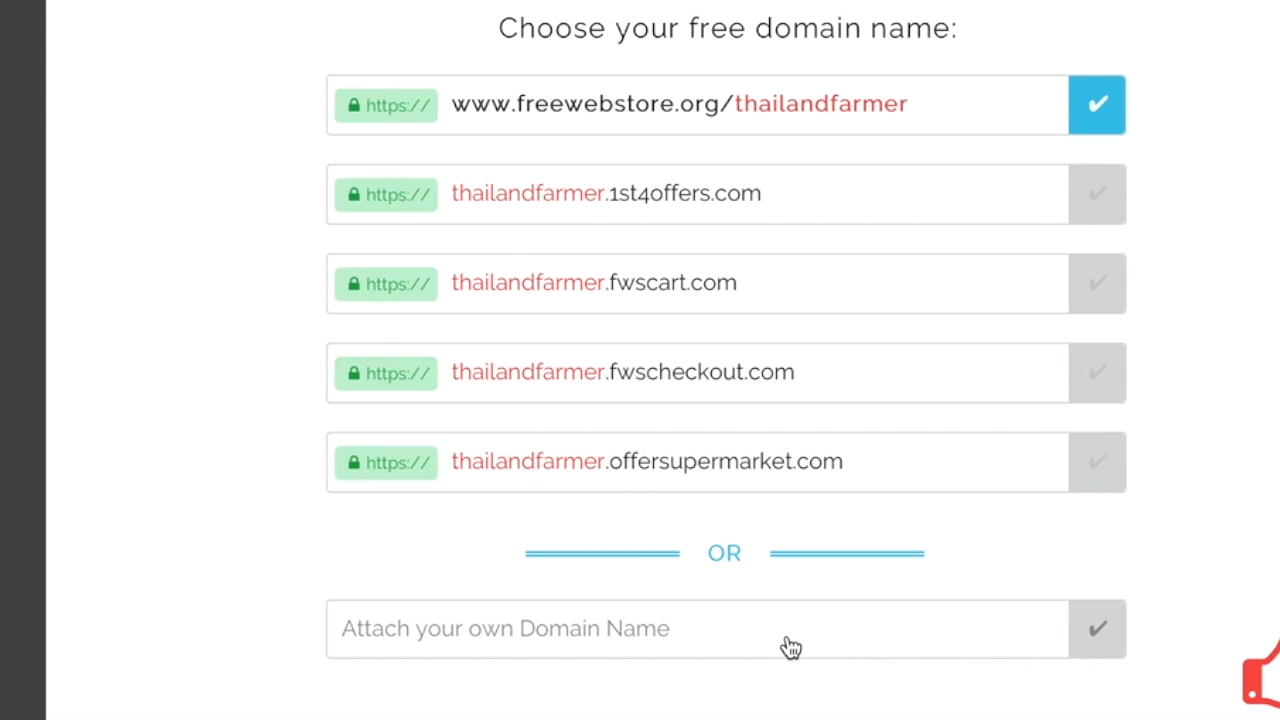 Choose your free domain name:
https:// www.freewebstore.org/thailandfarmer
https:// thailandfarmer.1st4offers.com
https:// thailandfarmer.fwscart.com
https:// thailandfarmer.fwscheckout.com
https:// thailandfarmer.offersupermarket.com
OR
Attach your own Domain Name